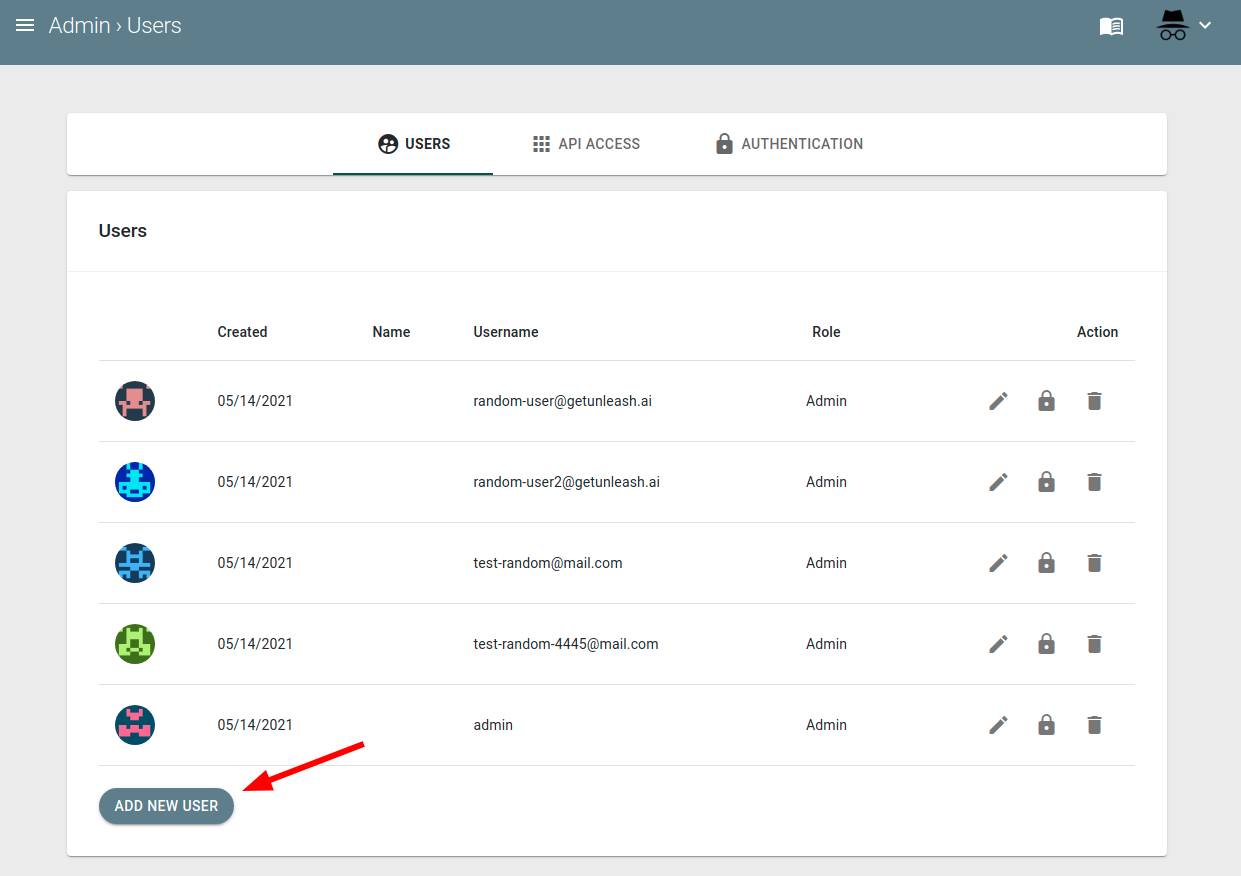 Admin › Users
USERS API ACCESS AUTHENTICATION
Users
Created Name Username Role Action
05/14/2021 random-user@getunleash.ai Admin
05/14/2021 random-user2@getunleash.ai Admin
05/14/2021 test-random@mail.com Admin
05/14/2021 test-random-4445@mail.com Admin
05/14/2021 admin Admin
ADD NEW USER